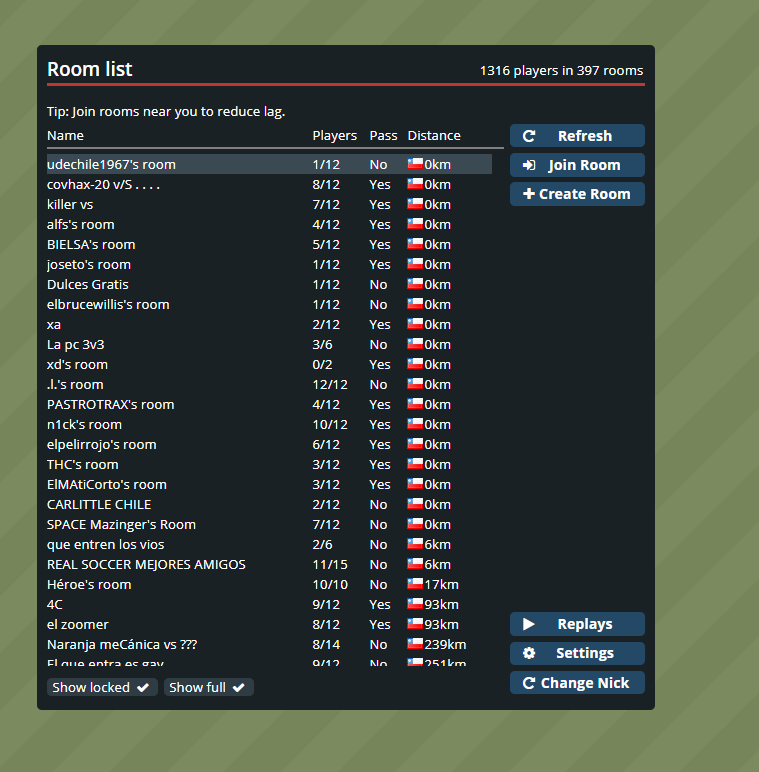 Room list 1316 players in 397 rooms
Tip: Join rooms near you to reduce lag.
Name Players Pass Distance Refresh
udechile1967's room 1/12 No 0km Join Room
covhax-20 v/S . . . . 8/12 Yes 0km Create Room
killer vs 7/12 Yes 0km
alfs's room 4/12 Yes 0km
BIELSA's room 5/12 Yes 0km
joseto's room 1/12 Yes 0km
Dulces Gratis 1/12 No 0km
elbrucewillis's room 1/12 No 0km
xa 2/12 Yes 0km
La pc 3v3 3/6 No 0km
xd's room 0/2 Yes 0km
.l.'s room 12/12 No 0km
PASTROTRAX's room 4/12 Yes 0km
n1ck's room 10/12 Yes 0km
elpelirrojo's room 6/12 Yes 0km
THC's room 3/12 Yes 0km
ElMAtiCorto's room 3/12 Yes 0km
CARLITTLE CHILE 2/12 No 0km
SPACE Mazinger's Room 7/12 No 0km
que entren los vios 2/6 No 6km
REAL SOCCER MEJORES AMIGOS 11/15 No 6km
Héroe's room 10/10 No 17km
4C 9/12 Yes 93km
el zoomer 8/12 Yes 93km Replays
Naranja meCánica vs ??? 8/14 No 239km Settings
El que entra es gay 9/12 No 251km
Show locked Show full Change Nick